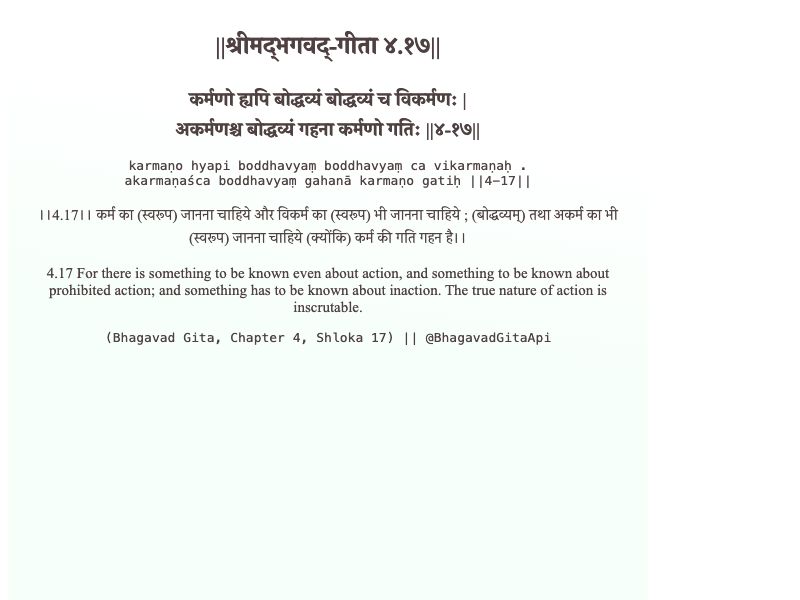 ||श्रीमद्‍भगवद्‍-गीता ४.१७||
कर्मणो ह्यपि बोद्धव्यं बोद्धव्यं च विकर्मणः |
अकर्मणश्च बोद्धव्यं गहना कर्मणो गतिः ||४-१७||
karmaṇo hyapi boddhavyaṃ boddhavyaṃ ca vikarmaṇaḥ .
akarmaṇaśca boddhavyaṃ gahanā karmaṇo gatiḥ ||4-17||
।।4.17।। कर्म का (स्वरूप) जानना चाहिये और विकर्म का (स्वरूप) भी जानना चाहिये ; (बोद्धव्यम्) तथा अकर्म का भी
(स्वरूप) जानना चाहिये (क्योंकि) कर्म की गति गहन है।।
4.17 For there is something to be known even about action, and something to be known about
prohibited action; and something has to be known about inaction. The true nature of action is
inscrutable.
(Bhagavad Gita, Chapter 4, Shloka 17) || @BhagavadGitaApi